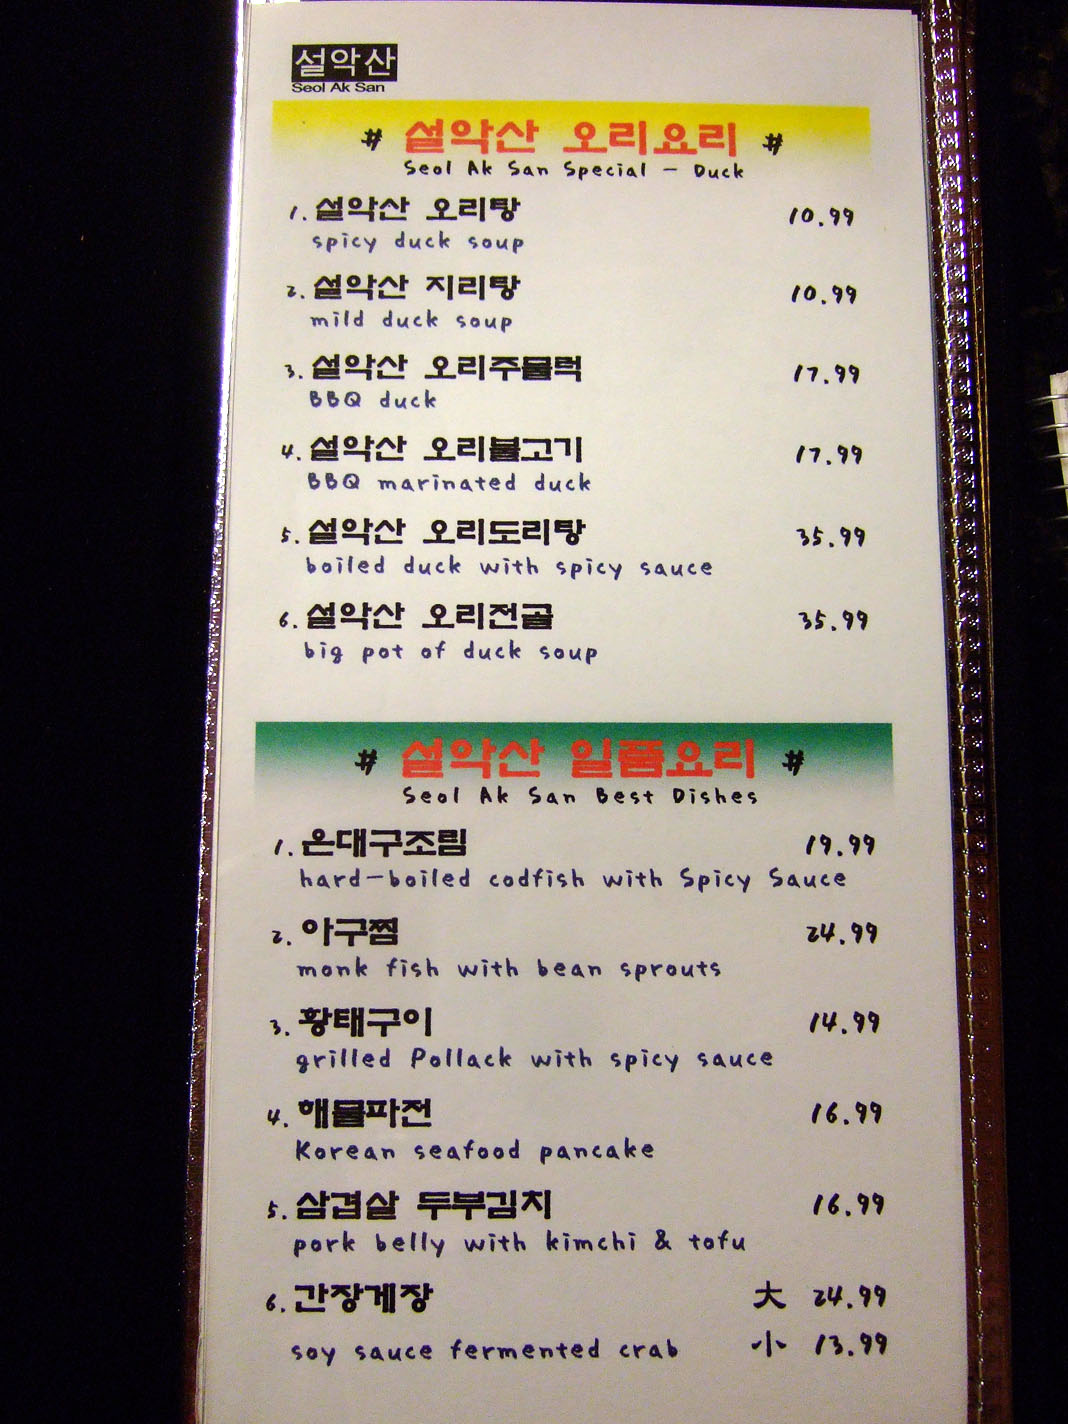 설악산
Seol Ak San
# 설악산 오리요리 #
Seol Ak San Special - Duck
1. 설악산 오리탕 10.99
spicy duck soup
2. 설악산 지리탕 10.99
mild duck soup
3. 설악산 오리주물럭 17.99
BBQ duck
4. 설악산 오리불고기 17.99
BBQ marinated duck
5. 설악산 오리도리탕 35.99
boiled duck with spicy sauce
6. 설악산 오리전골 35.99
big pot of duck soup
# 설악산 일품요리 #
Seol Ak San Best Dishes
1. 은대구조림 19.99
hard-boiled codfish with Spicy Sauce
2. 아구찜 24.99
monk fish with bean sprouts
3. 황태구이 14.99
grilled Pollack with spicy sauce
4. 해물파전 16.99
Korean seafood pancake
5. 삼겹살 두부김치 16.99
pork belly with kimchi & tofu
6. 간장게장 大 24.99
soy sauce fermented crab 小 13.99